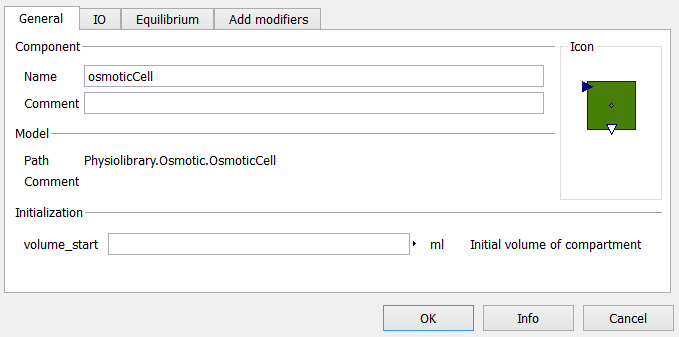 General IO Equilibrium Add modifiers
Component
Icon
Name osmoticCell
Comment
Model
Path Physiolibrary.Osmotic.OsmoticCell
Comment
Initialization
volume_start ml Initial volume of compartment
OK Info Cancel